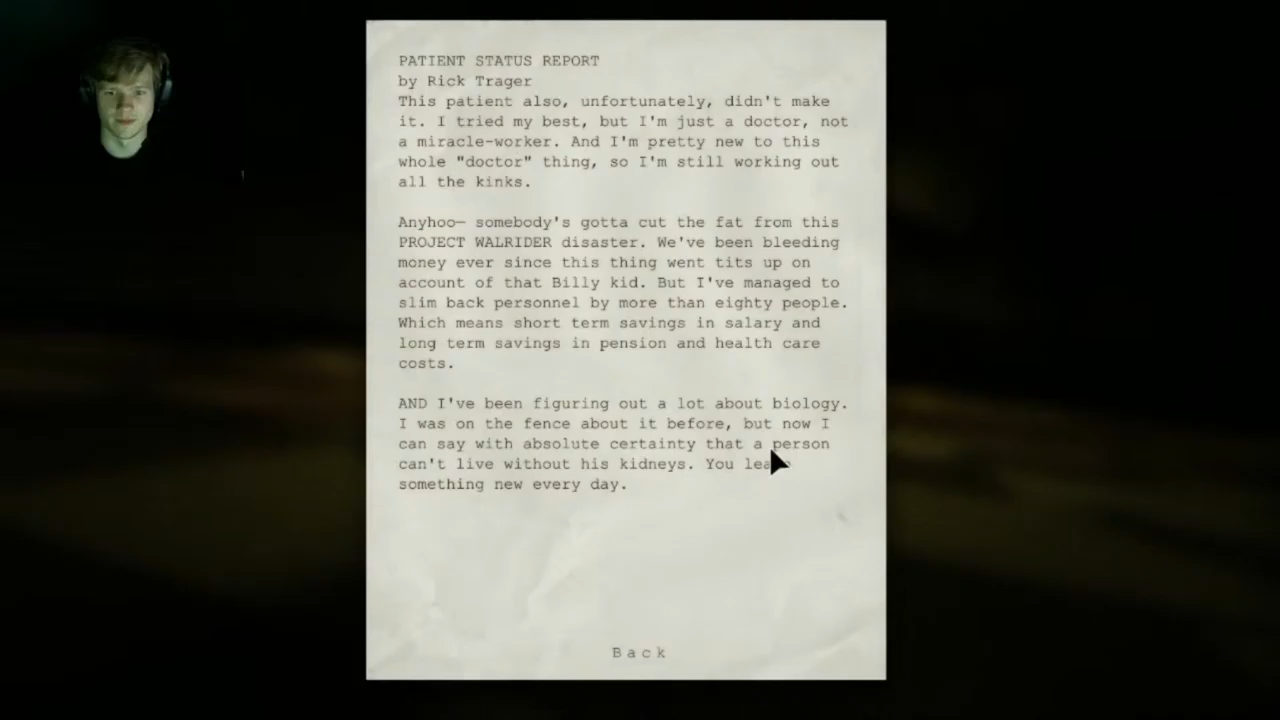 PATIENT STATUS REPORT
by Rick Trager
This patient also, unfortunately, didn't make
it. I tried my best, but I'm just a doctor, not
a miracle-worker. And I'm pretty new to this
whole "doctor" thing, so I'm still working out
all the kinks.
Anyhoo— somebody's gotta cut the fat from this
PROJECT WALRIDER disaster. We've been bleeding
money ever since this thing went tits up on
account of that Billy kid. But I've managed to
slim back personnel by more than eighty people.
Which means short term savings in salary and
long term savings in pension and health care
costs.
AND I've been figuring out a lot about biology.
I was on the fence about it before, but now I
can say with absolute certainty that a person
can't live without his kidneys. You
something new every day.
Back